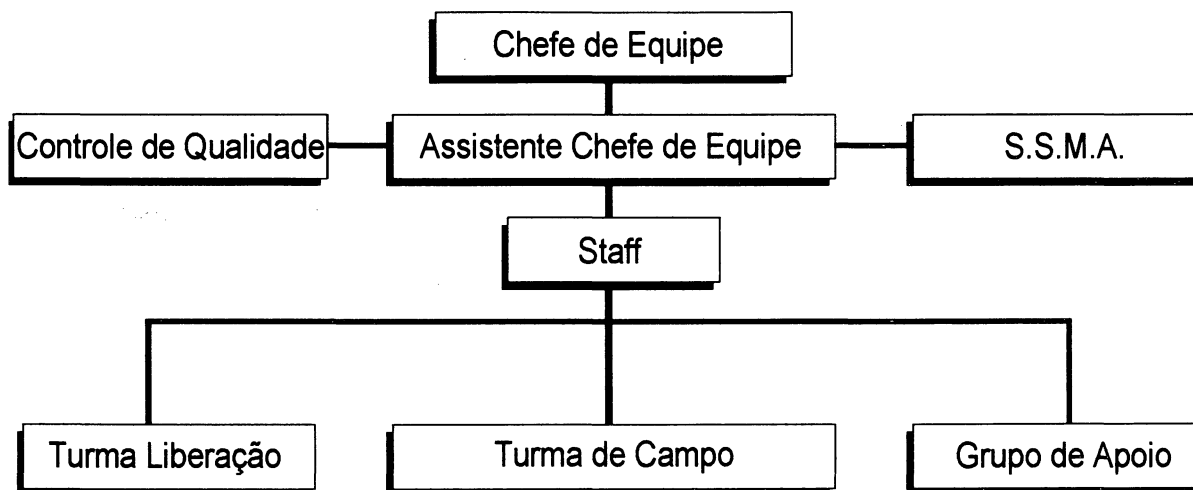 Chefe de Equipe
Controle de Qualidade
Assistente Chefe de Equipe
S.S.M.A.
Staff
Turma Liberação
Turma de Campo
Grupo de Apoio